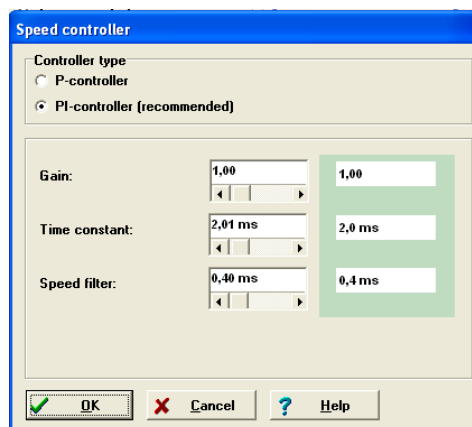 Speed controller
Controller type
P-controller
PI-controller (recommended)
Gain: 1,00 1,00
Time constant: 2,01 ms 2,0 ms
Speed filter: 0,40 ms 0,4 ms
OK Cancel Help